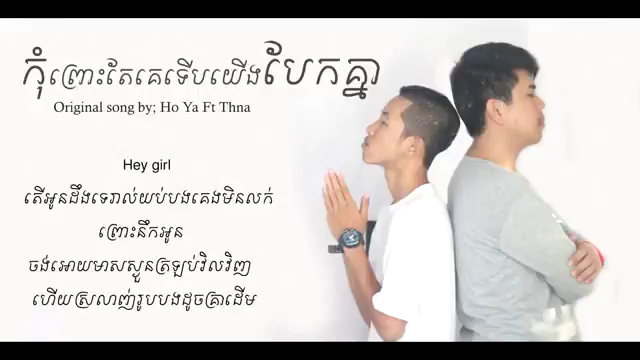 កុំព្រោះតែគេទើបយើងបែកគ្នា
Original song by; Ho Ya Ft Thna
Hey girl
តើអូនដឹងទេរាល់យប់បងគេងមិនលក់
ព្រោះនឹកអូន
ចង់អោយមាសស្ងួនត្រឡប់វិលវិញ
ហើយស្រលាញ់រូបបងដូចគ្រាដើម